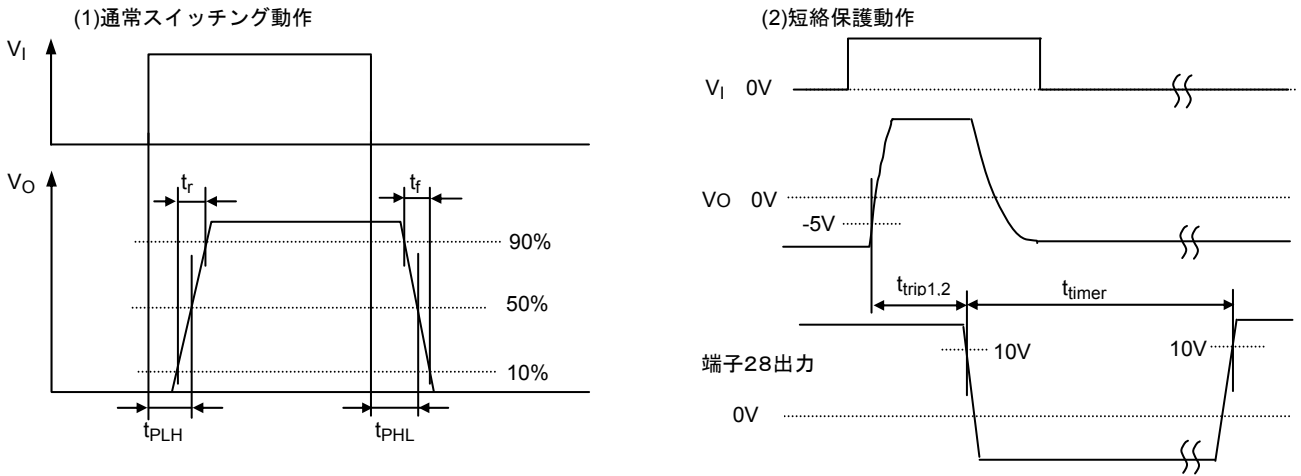 (1)通常スイッチング動作
VI
VO
tr
tf
90%
50%
10%
tPLH
tPHL
(2)短絡保護動作
VI 0V
VO 0V
-5V
ttrip1,2
ttimer
端子28出力
10V
10V
0V